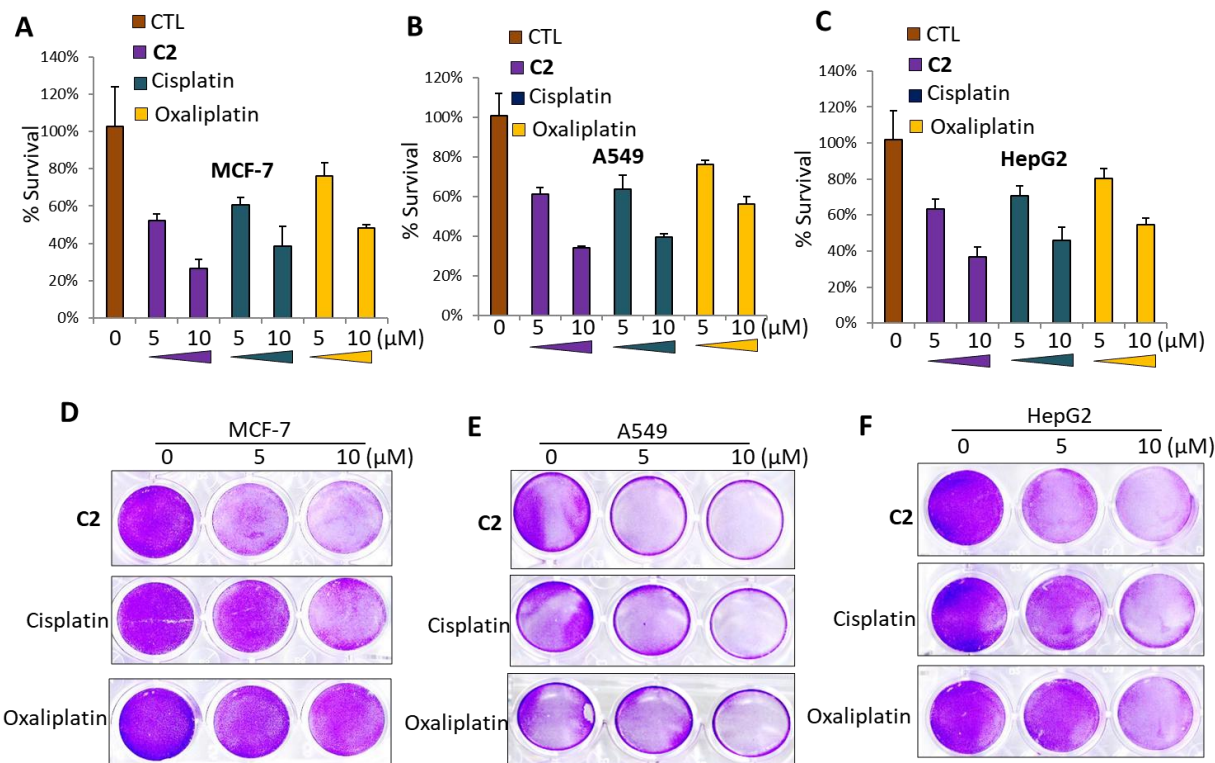 A
CTL
C2
Cisplatin
Oxaliplatin
MCF-7
% Survival
140%
120%
100%
80%
60%
40%
20%
0%
0 5 10 5 10 5 10 (µM)
B
CTL
C2
Cisplatin
Oxaliplatin
A549
% Survival
120%
100%
80%
60%
40%
20%
0%
0 5 10 5 10 5 10 (µM)
C
CTL
C2
Cisplatin
Oxaliplatin
HepG2
% Survival
140%
120%
100%
80%
60%
40%
20%
0%
0 5 10 5 10 5 10 (µM)
D
MCF-7
0 5 10 (µM)
C2
Cisplatin
Oxaliplatin
E
A549
0 5 10 (µM)
C2
Cisplatin
Oxaliplatin
F
HepG2
0 5 10 (µM)
C2
Cisplatin
Oxaliplatin